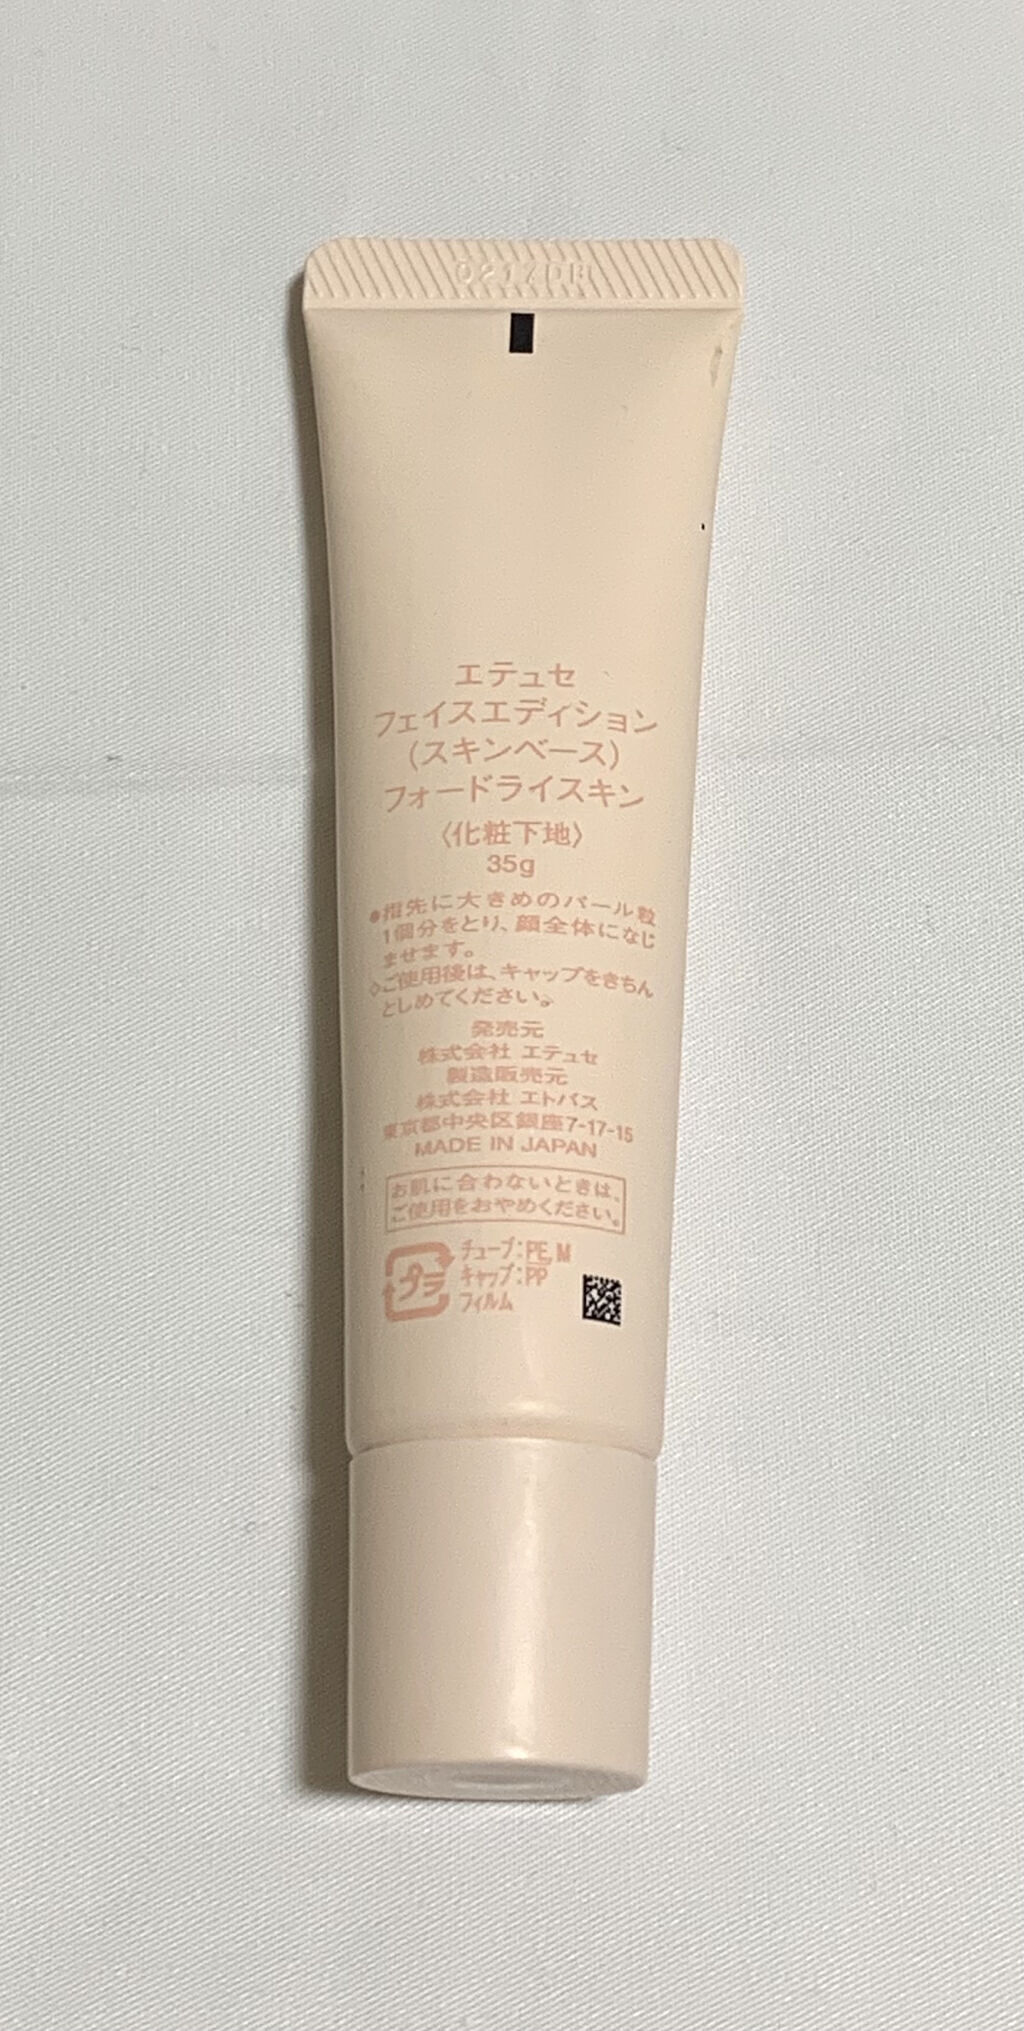 0217DH
エテュセ
フェイスエディション
(スキンベース)
フォードライスキン
〈化粧下地〉
35g
●指先に大きめのパール粒
1個分をとり、顔全体になじ
ませます。
◇ご使用後は、キャップをきちん
としめてください。
発売元
株式会社 エテュセ
製造販売元
株式会社 エトバス
東京都中央区銀座7-17-15
MADE IN JAPAN
お肌に合わないときは、
ご使用をおやめください。
プラ
チューブ:PE,M
キャップ:PP
フィルム